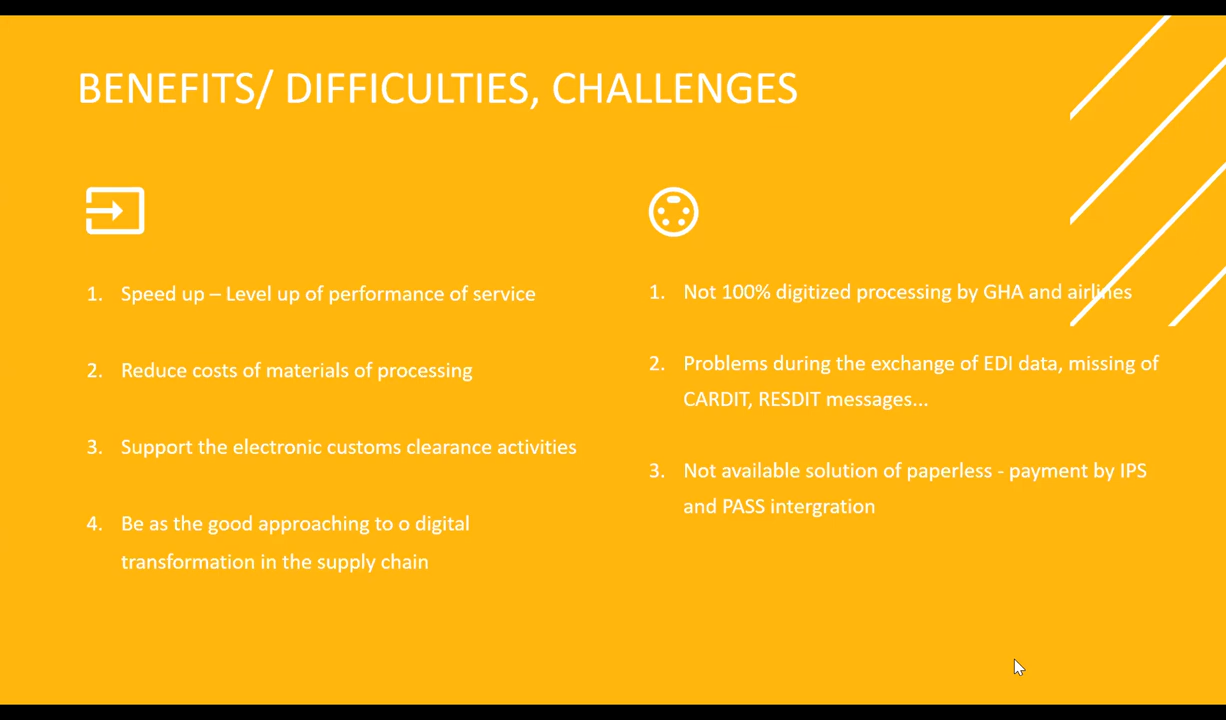 BENEFITS/ DIFFICULTIES, CHALLENGES
1. Speed up – Level up of performance of service
2. Reduce costs of materials of processing
3. Support the electronic customs clearance activities
4. Be as the good approaching to o digital
transformation in the supply chain
1. Not 100% digitized processing by GHA and airlines
2. Problems during the exchange of EDI data, missing of
CARDIT, RESDIT messages...
3. Not available solution of paperless - payment by IPS
and PASS intergration